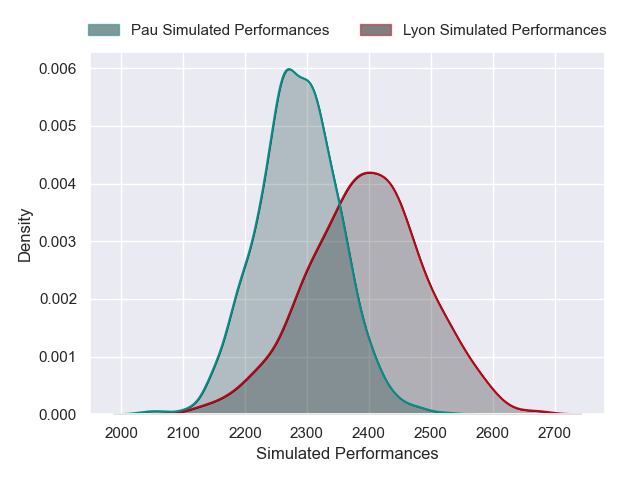 Pau Simulated Performances Lyon Simulated Performances
0.006
0.005
0.004
0.003
0.002
0.001
0.000
Density
2000 2100 2200 2300 2400 2500 2600 2700
Simulated Performances